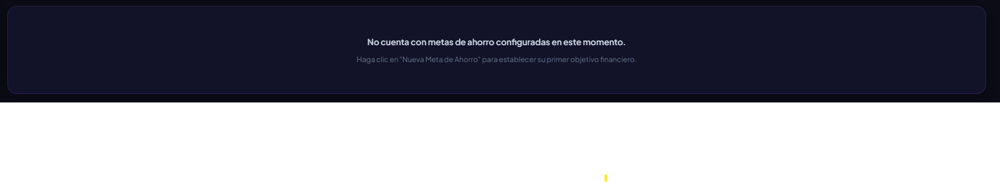 No cuenta con metas de ahorro configuradas en este momento.
Haga clic en "Nueva Meta de Ahorro" para establecer su primer objetivo financiero.